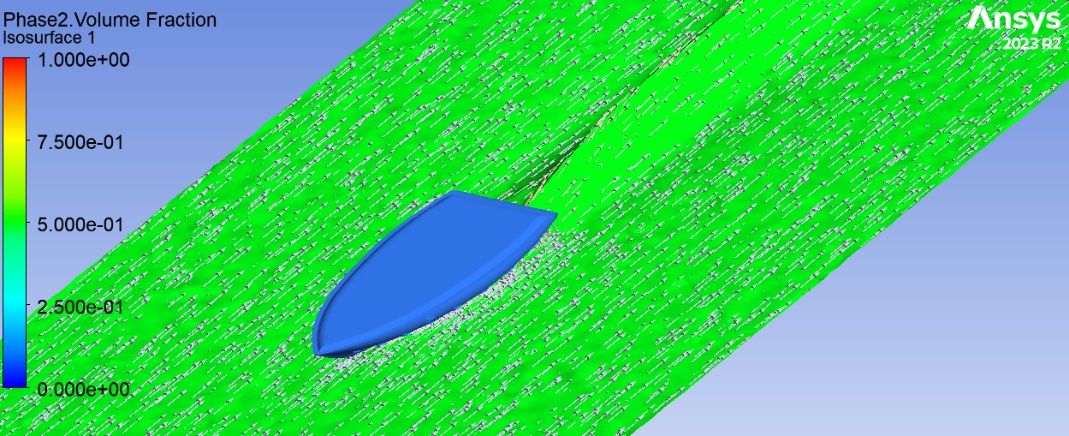 Phase2.Volume Fraction
Isosurface 1
1.000e+00
7.500e-01
5.000e-01
2.500e-01
0.000e+00
Ansys
2023 R2